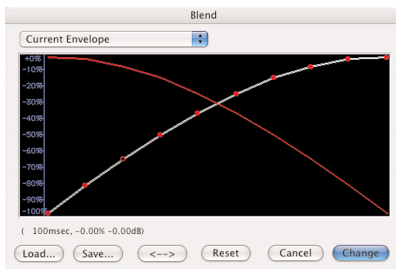 Blend
Current Envelope
+0%
-10%
-20%
-30%
-40%
-50%
-60%
-70%
-80%
-90%
-100%
( 100msec, -0.00% -0.00dB)
Load... Save... <--> Reset Cancel Change